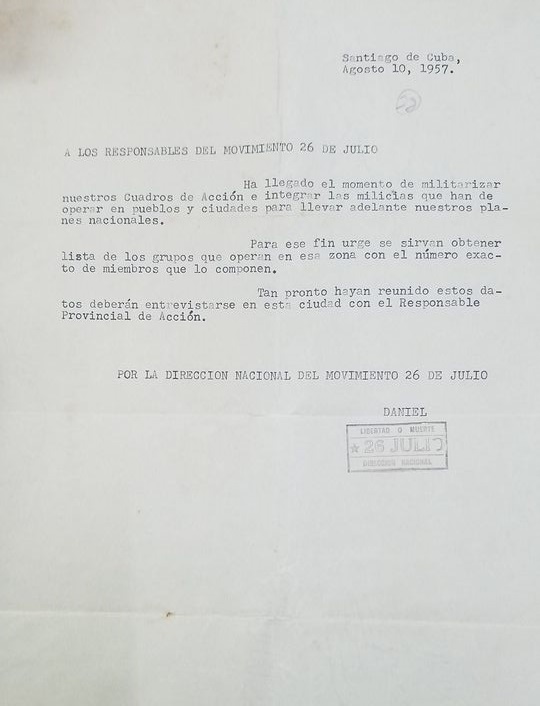 Santiago de Cuba,
Agosto 10, 1957.
A LOS RESPONSABLES DEL MOVIMIENTO 26 DE JULIO
Ha llegado el momento de militarizar
nuestros Cuadros de Acción e integrar las milicias que han de
operar en pueblos y ciudades para llevar adelante nuestros pla-
nes nacionales.
Para ese fin urge se sirvan obtener
lista de los grupos que operan en esa zona con el número exac-
to de miembros que lo componen.
Tan pronto hayan reunido estos da-
tos deberán entrevistarse en esta ciudad con el Responsable
Provincial de Acción.
POR LA DIRECCION NACIONAL DEL MOVIMIENTO 26 DE JULIO
DANIEL
LIBERTAD O MUERTE
★ 26 JULIO
DIRECCION NACIONAL